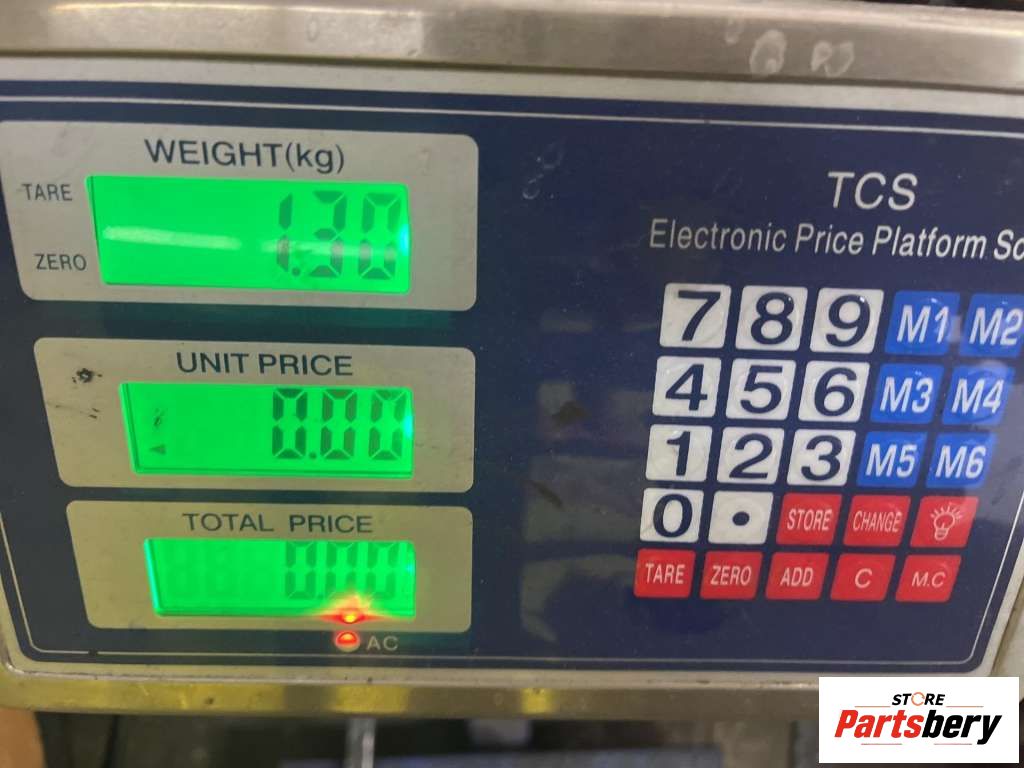 WEIGHT(kg)
TARE
1.30
ZERO
UNIT PRICE
0.00
TOTAL PRICE
0.00
AC
TCS
Electronic Price Platform Sc
7 8 9 M1 M2
4 5 6 M3 M4
1 2 3 M5 M6
0 • STORE CHANGE
TARE ZERO ADD C M.C
STORE
Partsbery